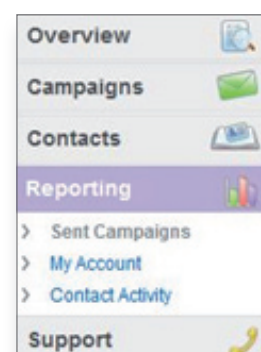 Overview
Campaigns
Contacts
Reporting
> Sent Campaigns
> My Account
> Contact Activity
Support